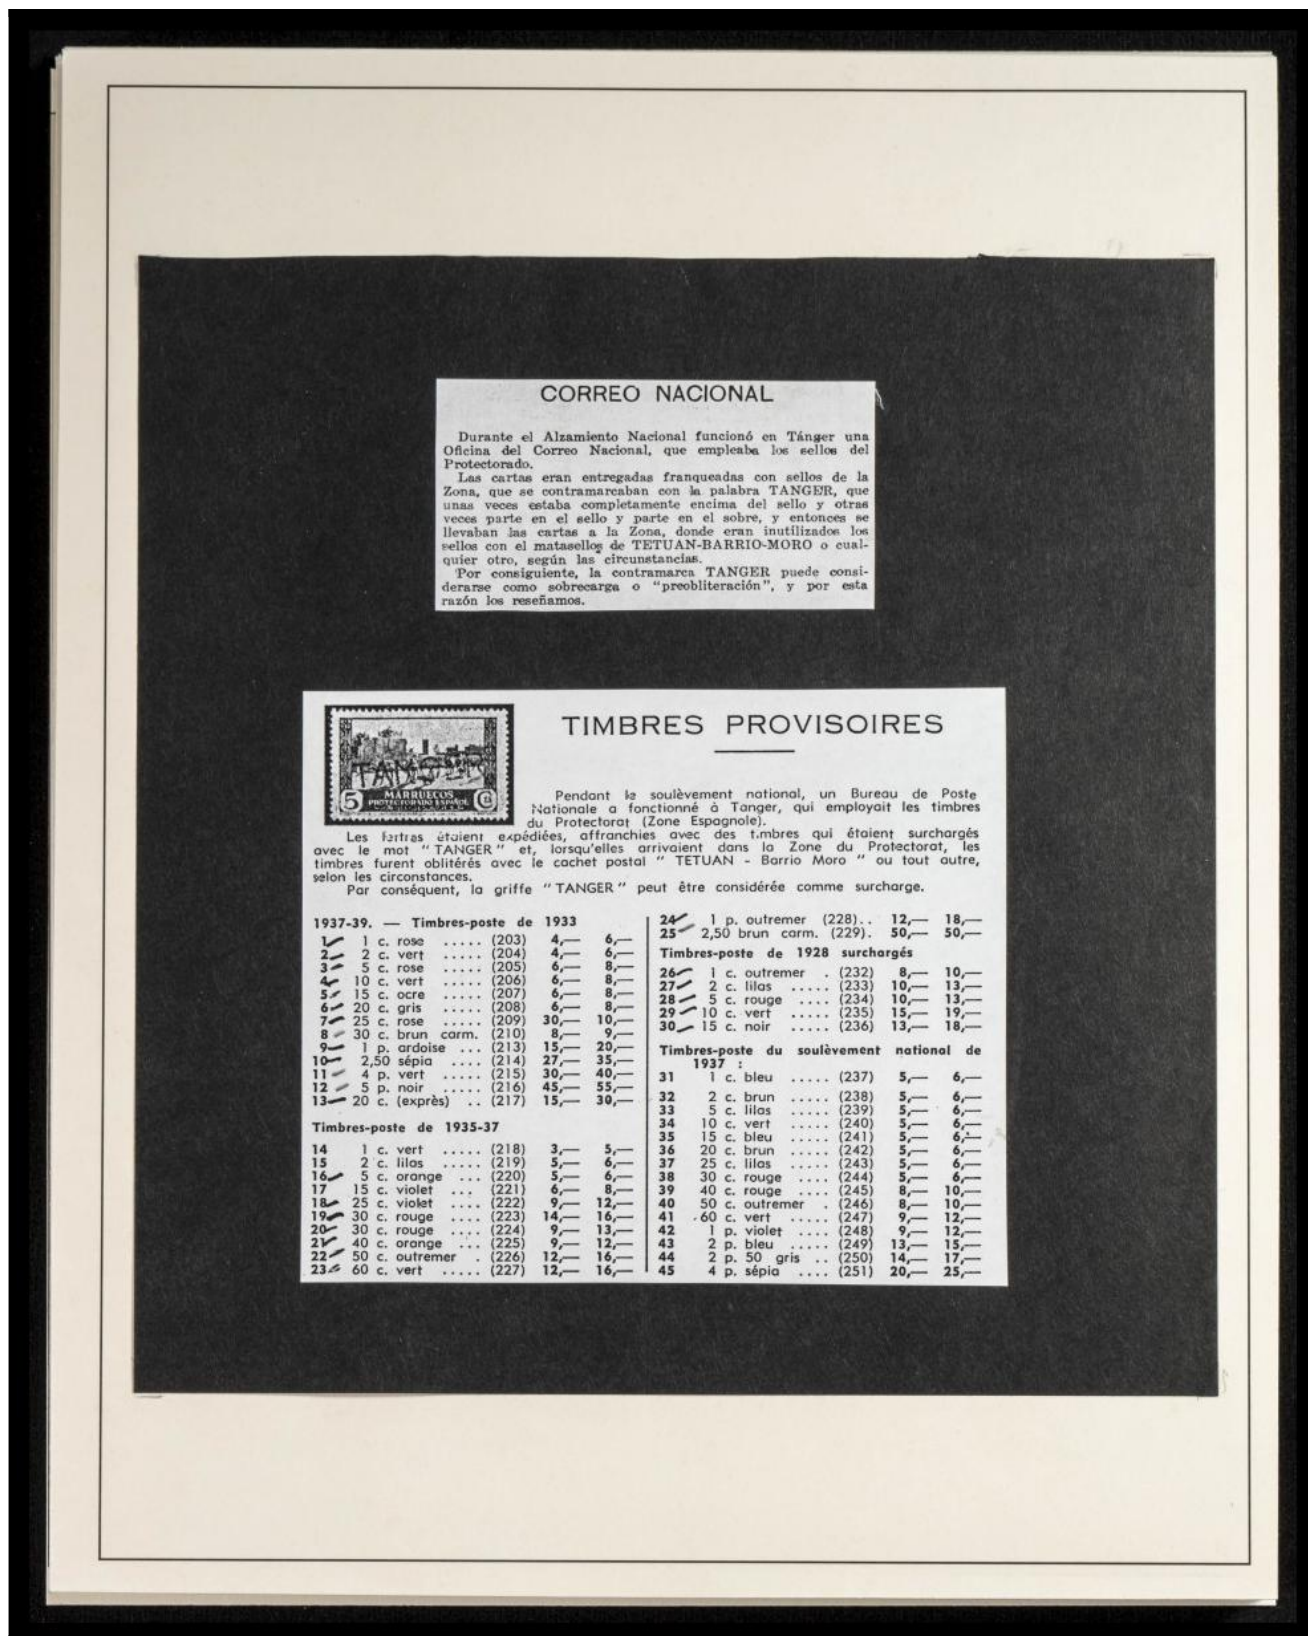 CORREO NACIONAL
Durante el Alzamiento Nacional funcionó en Tánger una
Oficina del Correo Nacional, que empleaba los sellos del
Protectorado.
Las cartas eran entregadas franqueadas con sellos de la
Zona, que se contramarcaban con la palabra TANGER, que
unas veces estaba completamente encima del sello y otras
veces parte en el sello y parte en el sobre, y entonces se
llevaban las cartas a la Zona, donde eran inutilizados los
sellos con el matasellos de TETUAN-BARRIO-MORO o cual-
quier otro, según las circunstancias.
Por consiguiente, la contramarca TANGER puede consi-
derarse como sobrecarga o "preobliteración", y por esta
razón los reseñamos.
TANGER
MARRUECOS
PROTECTORADO ESPAÑOL
5 Cs
TIMBRES PROVISOIRES
Pendant le soulèvement national, un Bureau de Poste
Nationale a fonctionné à Tanger, qui employait les timbres
du Protectorat (Zone Espagnole).
Les étaient expédiées, affranchies avec des timbres qui étaient surchargés
avec le mot "TANGER" et, lorsqu'elles arrivaient dans la Zone du Protectorat, les
timbres furent oblitérés avec le cachet postal "TETUAN - Barrio Moro" ou tout autre,
selon les circonstances.
Par conséquent, la griffe "TANGER" peut être considérée comme surcharge.
1937-39. — Timbres-poste de 1933
1 1 c. rose ..... (203) 4,— 6,—
2 2 c. vert ..... (204) 4,— 6,—
3 5 c. rose ..... (205) 6,— 8,—
4 10 c. vert ..... (206) 6,— 8,—
5 15 c. ocre ..... (207) 6,— 8,—
6 20 c. gris ..... (208) 6,— 8,—
7 25 c. rose ..... (209) 30,— 10,—
8 30 c. brun carm. (210) 8,— 9,—
9 1 p. ardoise ... (213) 15,— 20,—
10 2,50 sépia .... (214) 27,— 35,—
11 4 p. vert ..... (215) 30,— 40,—
12 5 p. noir ..... (216) 45,— 55,—
13 20 c. (exprès) .. (217) 15,— 30,—
Timbres-poste de 1935-37
14 1 c. vert ..... (218) 3,— 5,—
15 2 c. lilas ..... (219) 5,— 6,—
16 5 c. orange ... (220) 5,— 6,—
17 15 c. violet ... (221) 6,— 8,—
18 25 c. violet .... (222) 9,— 12,—
19 30 c. rouge .... (223) 14,— 16,—
20 30 c. rouge .... (224) 9,— 13,—
21 40 c. orange ... (225) 9,— 12,—
22 50 c. outremer . (226) 12,— 16,—
23 60 c. vert ..... (227) 12,— 16,—
24 1 p. outremer (228).. 12,— 18,—
25 2,50 brun carm. (229). 50,— 50,—
Timbres-poste de 1928 surchargés
26 1 c. outremer . (232) 8,— 10,—
27 2 c. lilas ..... (233) 10,— 13,—
28 5 c. rouge .... (234) 10,— 13,—
29 10 c. vert ..... (235) 15,— 19,—
30 15 c. noir ..... (236) 13,— 18,—
Timbres-poste du soulèvement national de
1937 :
31 1 c. bleu ..... (237) 5,— 6,—
32 2 c. brun ..... (238) 5,— 6,—
33 5 c. lilas ..... (239) 5,— 6,—
34 10 c. vert ..... (240) 5,— 6,—
35 15 c. bleu ..... (241) 5,— 6,—
36 20 c. brun ..... (242) 5,— 6,—
37 25 c. lilas ..... (243) 5,— 6,—
38 30 c. rouge .... (244) 5,— 6,—
39 40 c. rouge .... (245) 8,— 10,—
40 50 c. outremer . (246) 8,— 10,—
41 60 c. vert ..... (247) 9,— 12,—
42 1 p. violet .... (248) 9,— 12,—
43 2 p. bleu ..... (249) 13,— 15,—
44 2 p. 50 gris .. (250) 14,— 17,—
45 4 p. sépia .... (251) 20,— 25,—